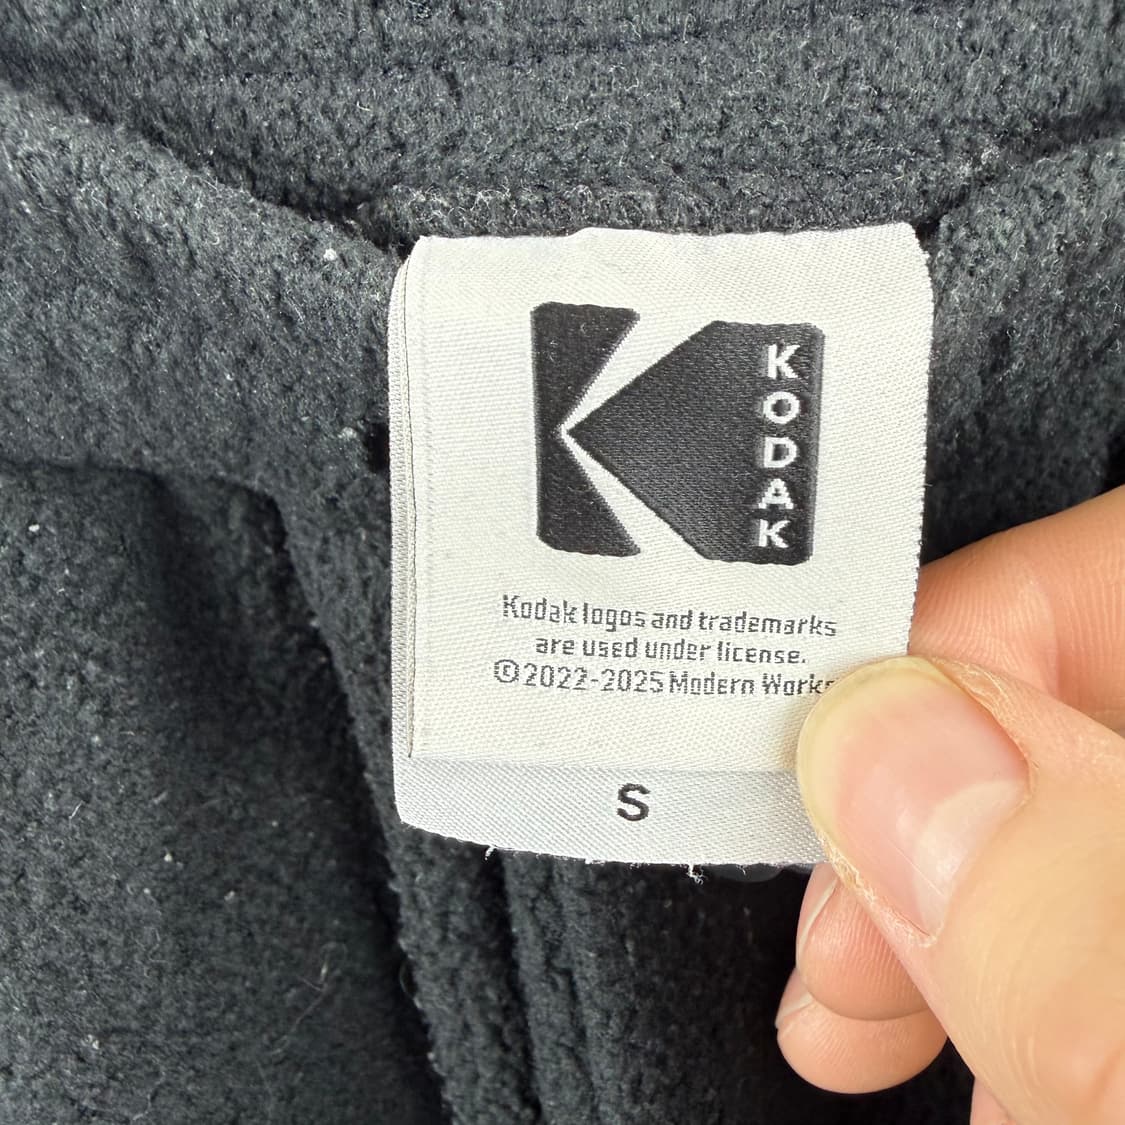 KODAK
Kodak logos and trademarks
are used under license.
©2022-2025 Modern Works
S